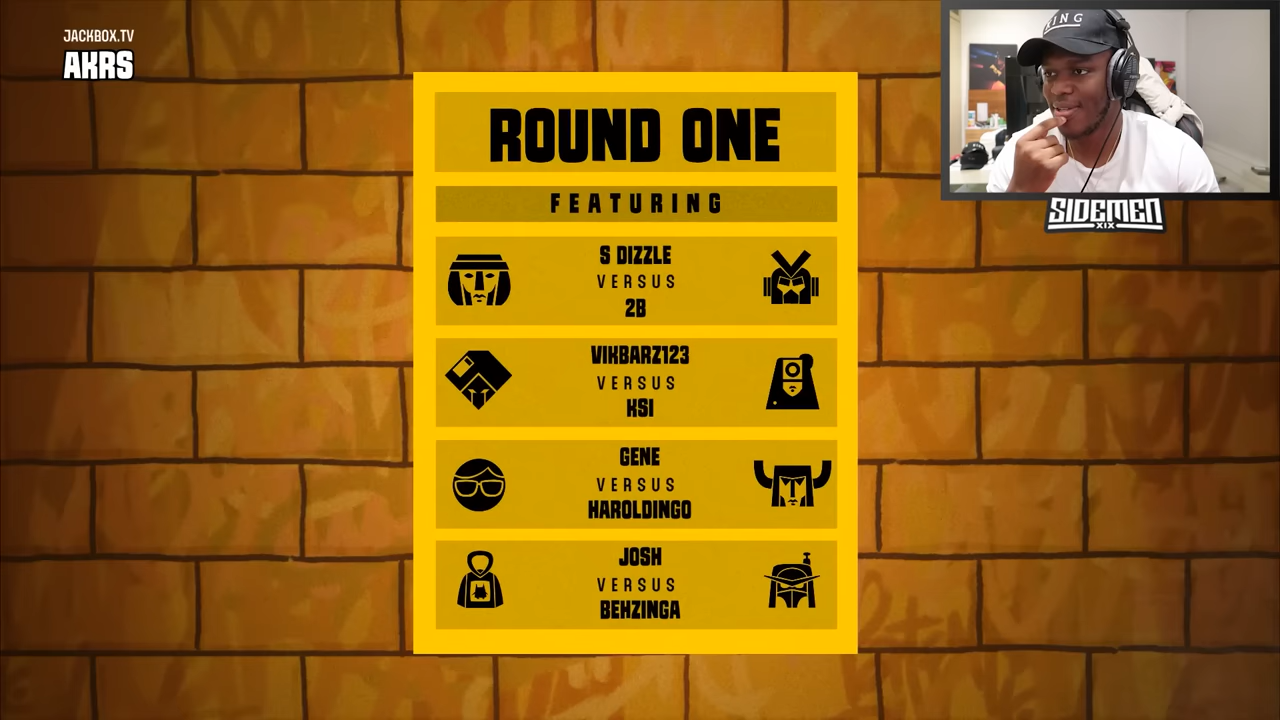 JACKBOX.TV
AKRS
ROUND ONE
FEATURING
S DIZZLE
VERSUS
2B
VIKBARZ123
VERSUS
KSI
GENE
VERSUS
HAROLDINGO
JOSH
VERSUS
BEHZINGA
SIDEMEN
XIX